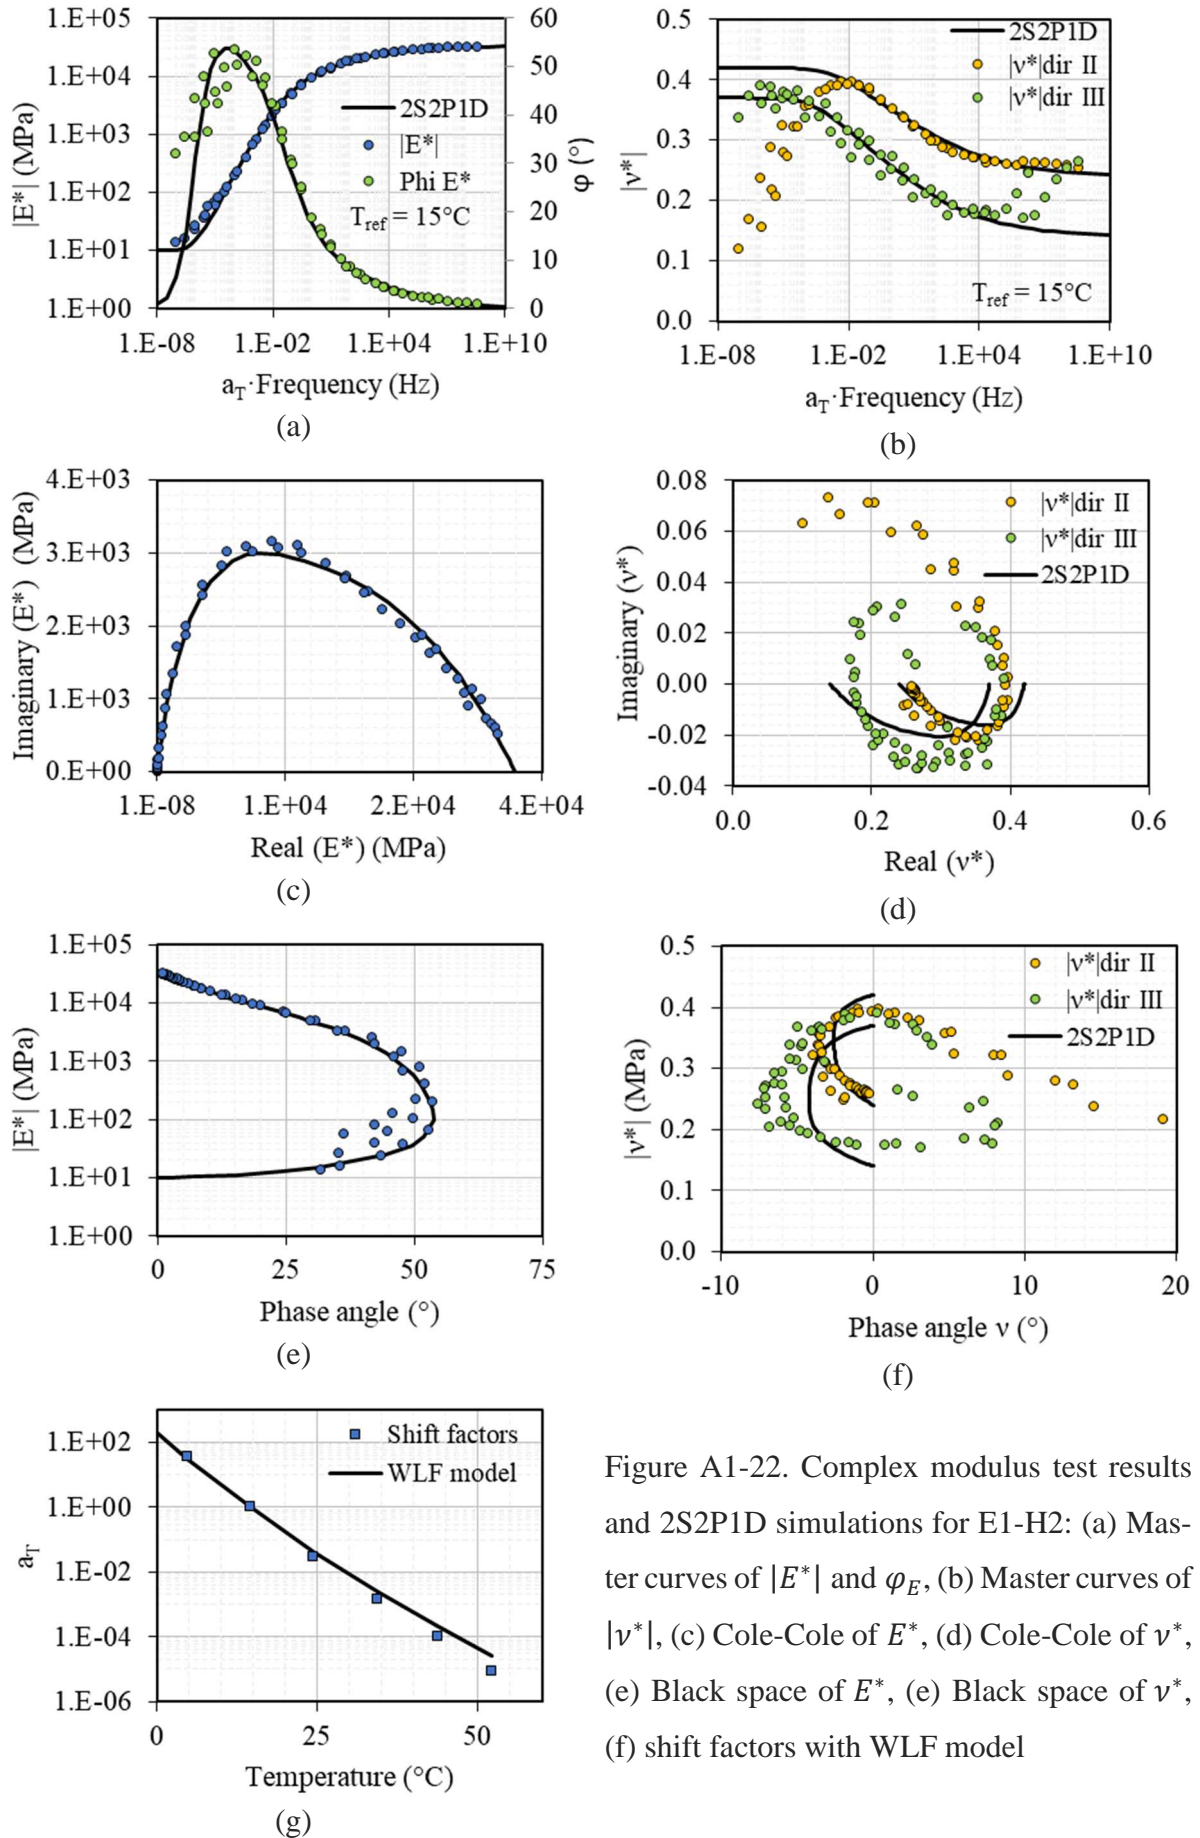 1.E+05
1.E+04
1.E+03
1.E+02
1.E+01
1.E+00
|E*| (MPa)
60
50
40
30
20
10
0
φ (°)
2S2P1D
|E*|
Phi E*
T_ref = 15°C
1.E-08 1.E-02 1.E+04 1.E+10
a_T·Frequency (Hz)
(a)
0.5
0.4
0.3
0.2
0.1
0.0
|ν*|
2S2P1D
|ν*|dir II
|ν*|dir III
T_ref = 15°C
1.E-08 1.E-02 1.E+04 1.E+10
a_T·Frequency (Hz)
(b)
4.E+03
3.E+03
2.E+03
1.E+03
0.E+00
Imaginary (E*) (MPa)
1.E-08 1.E+04 2.E+04 4.E+04
Real (E*) (MPa)
(c)
0.08
0.06
0.04
0.02
0.00
-0.02
-0.04
Imaginary (ν*)
|ν*|dir II
|ν*|dir III
2S2P1D
0.0 0.2 0.4 0.6
Real (ν*)
(d)
1.E+05
1.E+04
1.E+03
1.E+02
1.E+01
1.E+00
|E*| (MPa)
0 25 50 75
Phase angle (°)
(e)
0.5
0.4
0.3
0.2
0.1
0.0
|ν*| (MPa)
|ν*|dir II
|ν*|dir III
2S2P1D
-10 0 10 20
Phase angle ν (°)
(f)
1.E+02
1.E+00
1.E-02
1.E-04
1.E-06
a_T
Shift factors
WLF model
0 25 50
Temperature (°C)
(g)
Figure A1-22. Complex modulus test results
and 2S2P1D simulations for E1-H2: (a) Mas-
ter curves of |E*| and φ_E, (b) Master curves of
|ν*|, (c) Cole-Cole of E*, (d) Cole-Cole of ν*,
(e) Black space of E*, (e) Black space of ν*,
(f) shift factors with WLF model